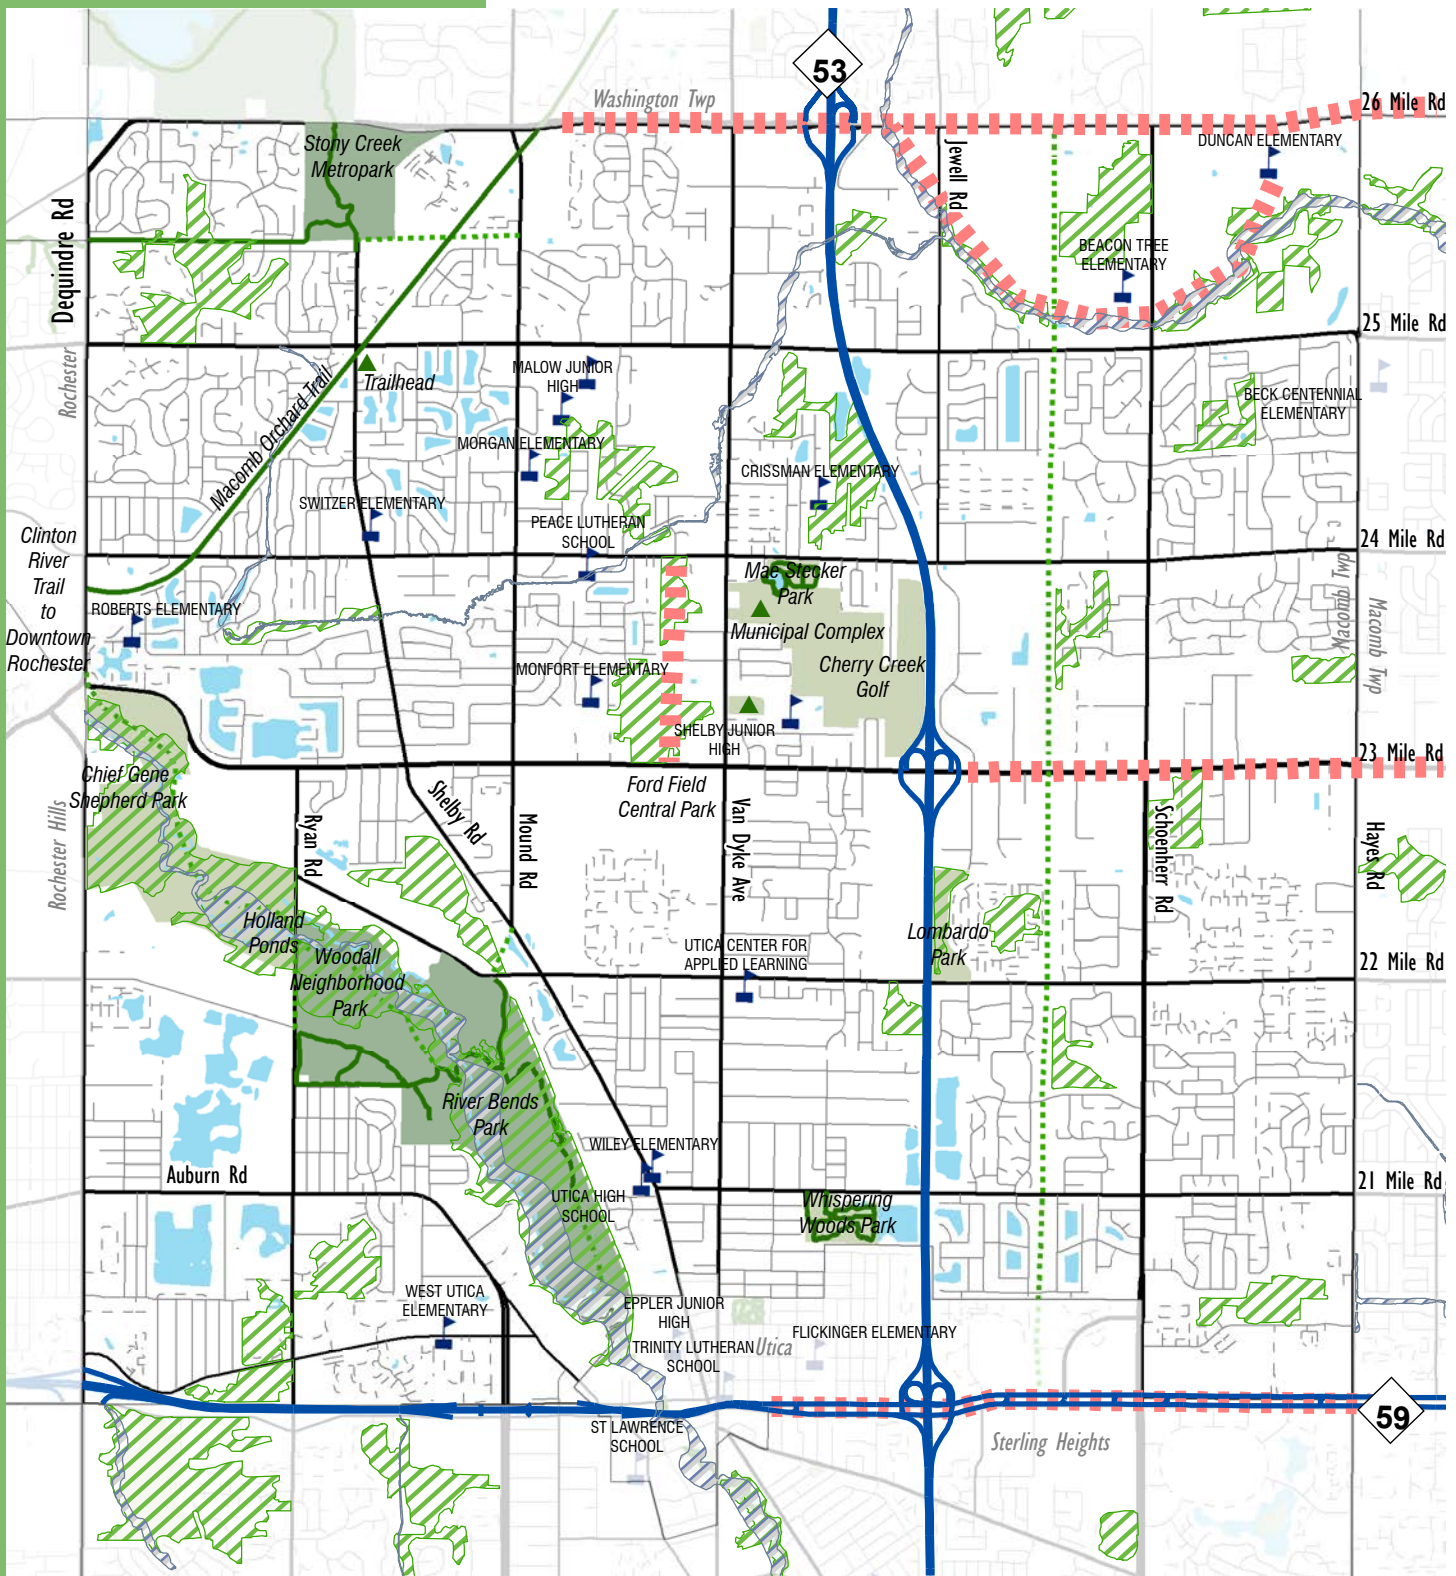 53
Washington Twp
26 Mile Rd
DUNCAN ELEMENTARY
Stony Creek
Metropark
Jewell Rd
Dequindre Rd
BEACON TREE
ELEMENTARY
25 Mile Rd
Rochester
Trailhead
MALOW JUNIOR
HIGH
BECK CENTENNIAL
ELEMENTARY
Macomb Orchard Trail
MORGAN ELEMENTARY
CRISSMAN ELEMENTARY
SWITZER ELEMENTARY
PEACE LUTHERAN
SCHOOL
24 Mile Rd
Clinton
River
Trail
to
Downtown
Rochester
Mae Stecker
Park
Macomb Twp
Macomb Twp
ROBERTS ELEMENTARY
Municipal Complex
Cherry Creek
Golf
MONFORT ELEMENTARY
SHELBY JUNIOR
HIGH
23 Mile Rd
Chief Gene
Shepherd Park
Ford Field
Central Park
Rochester Hills
Ryan Rd
Shelby Rd
Mound Rd
Van Dyke Ave
Schoenherr Rd
Hayes Rd
Holland
Ponds
Woodall
Neighborhood
Park
UTICA CENTER FOR
APPLIED LEARNING
Lombardo
Park
22 Mile Rd
River Bends
Park
WILEY ELEMENTARY
Auburn Rd
21 Mile Rd
UTICA HIGH
SCHOOL
Whispering
Woods Park
WEST UTICA
ELEMENTARY
EPPLER JUNIOR
HIGH
TRINITY LUTHERAN
SCHOOL
Utica
FLICKINGER ELEMENTARY
59
ST LAWRENCE
SCHOOL
Sterling Heights